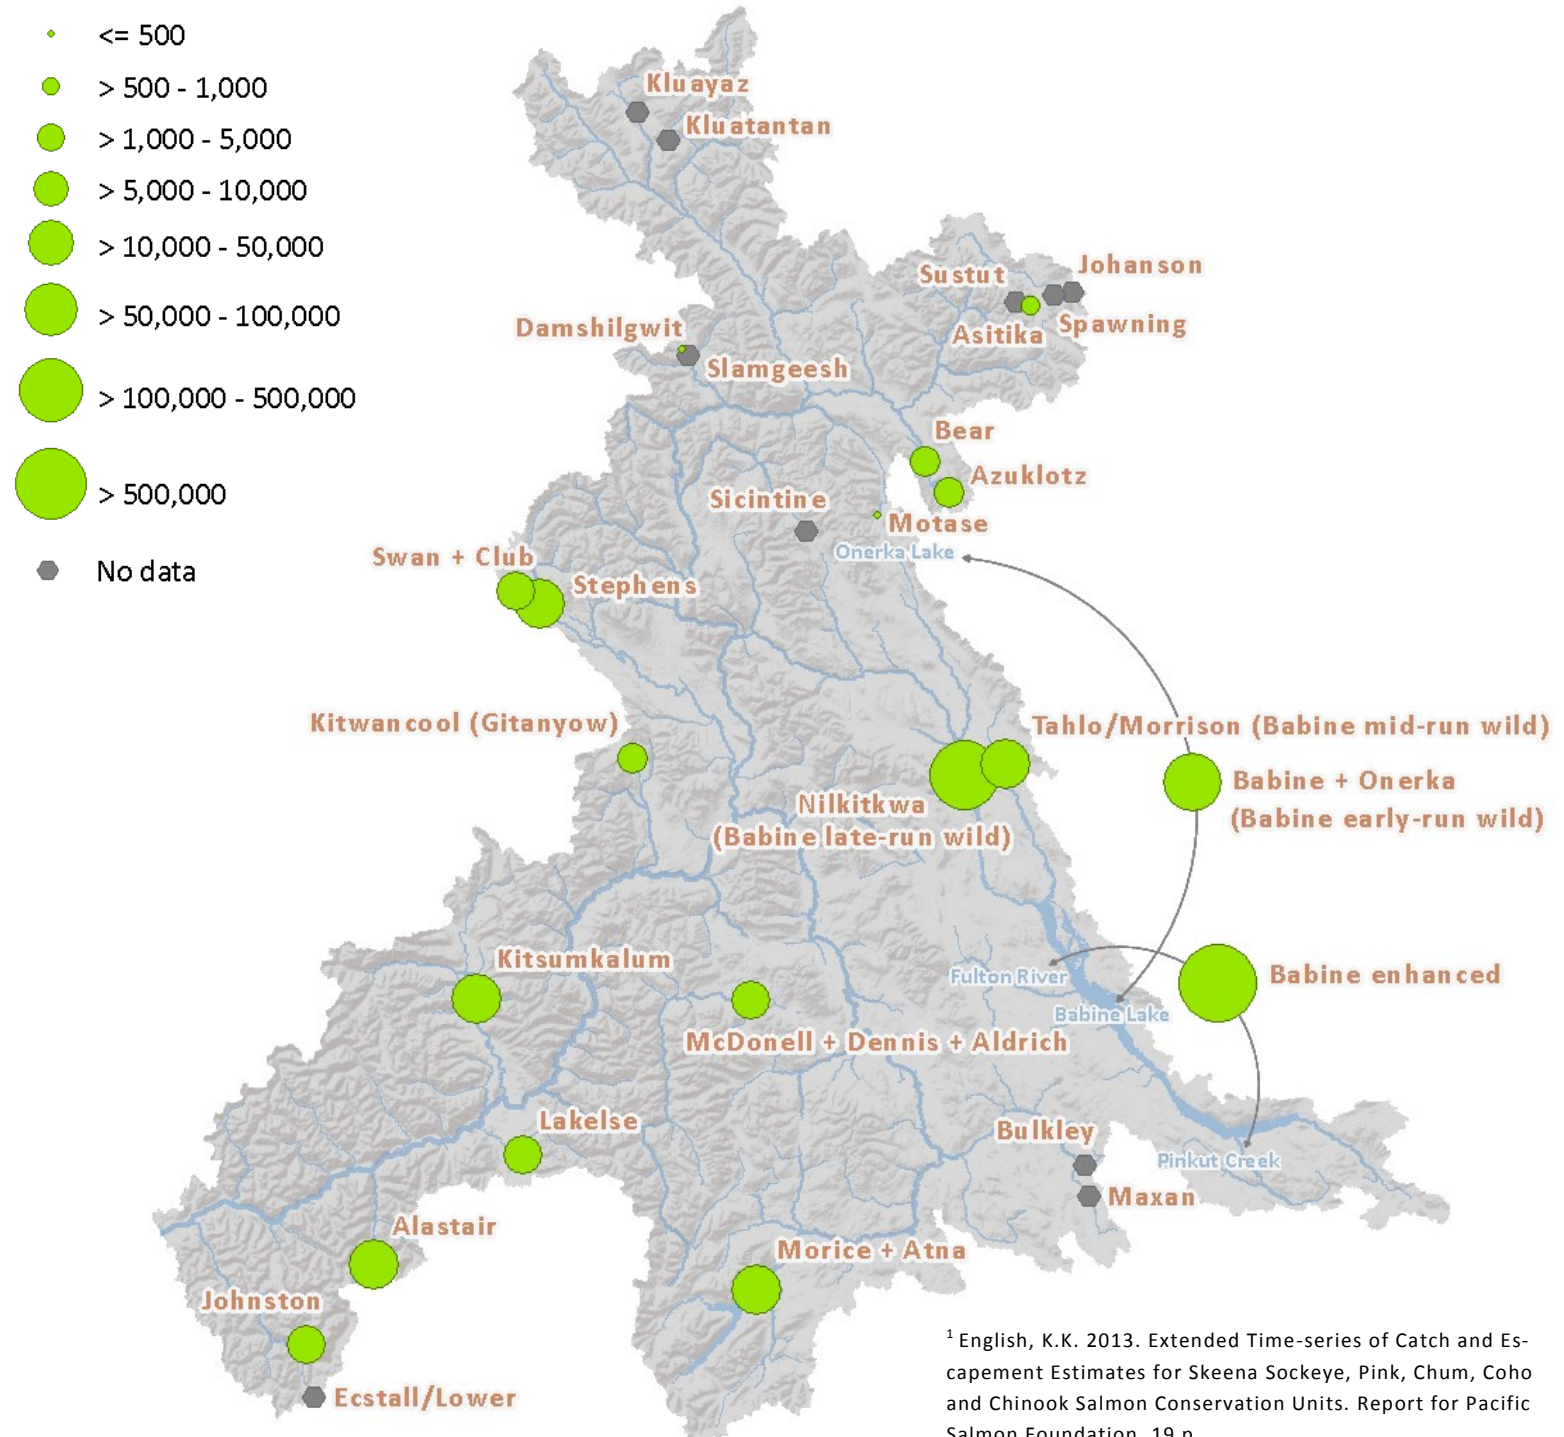 <= 500
> 500 - 1,000
> 1,000 - 5,000
> 5,000 - 10,000
> 10,000 - 50,000
> 50,000 - 100,000
> 100,000 - 500,000
> 500,000
No data
Kluayaz
Kluatantan
Johanson
Sustut
Spawning
Asitika
Damshilgwit
Slamgeesh
Bear
Azuklotz
Sicintine
Motase
Onerka Lake
Swan + Club
Stephens
Kitwancool (Gitanyow)
Tahlo/Morrison (Babine mid-run wild)
Babine + Onerka
(Babine early-run wild)
Nilkitkwa
(Babine late-run wild)
Kitsumkalum
Fulton River
Babine enhanced
Babine Lake
McDonell + Dennis + Aldrich
Lakelse
Bulkley
Pinkut Creek
Maxan
Alastair
Morice + Atna
Johnston
Ecstall/Lower
1 English, K.K. 2013. Extended Time-series of Catch and Es-
capement Estimates for Skeena Sockeye, Pink, Chum, Coho
and Chinook Salmon Conservation Units. Report for Pacific
Salmon Foundation. 19 p